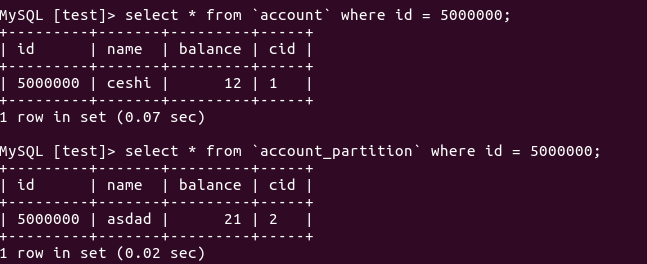 MySQL [test]> select * from `account` where id = 5000000;
+---------+-------+---------+-----+
| id      | name  | balance | cid |
+---------+-------+---------+-----+
| 5000000 | ceshi |      12 | 1   |
+---------+-------+---------+-----+
1 row in set (0.07 sec)

MySQL [test]> select * from `account_partition` where id = 5000000;
+---------+-------+---------+-----+
| id      | name  | balance | cid |
+---------+-------+---------+-----+
| 5000000 | asdad |      21 | 2   |
+---------+-------+---------+-----+
1 row in set (0.02 sec)